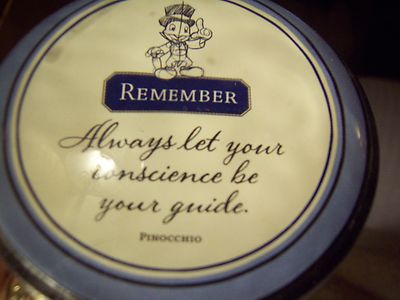 REMEMBER
Always let your
conscience be
your guide.
PINOCCHIO